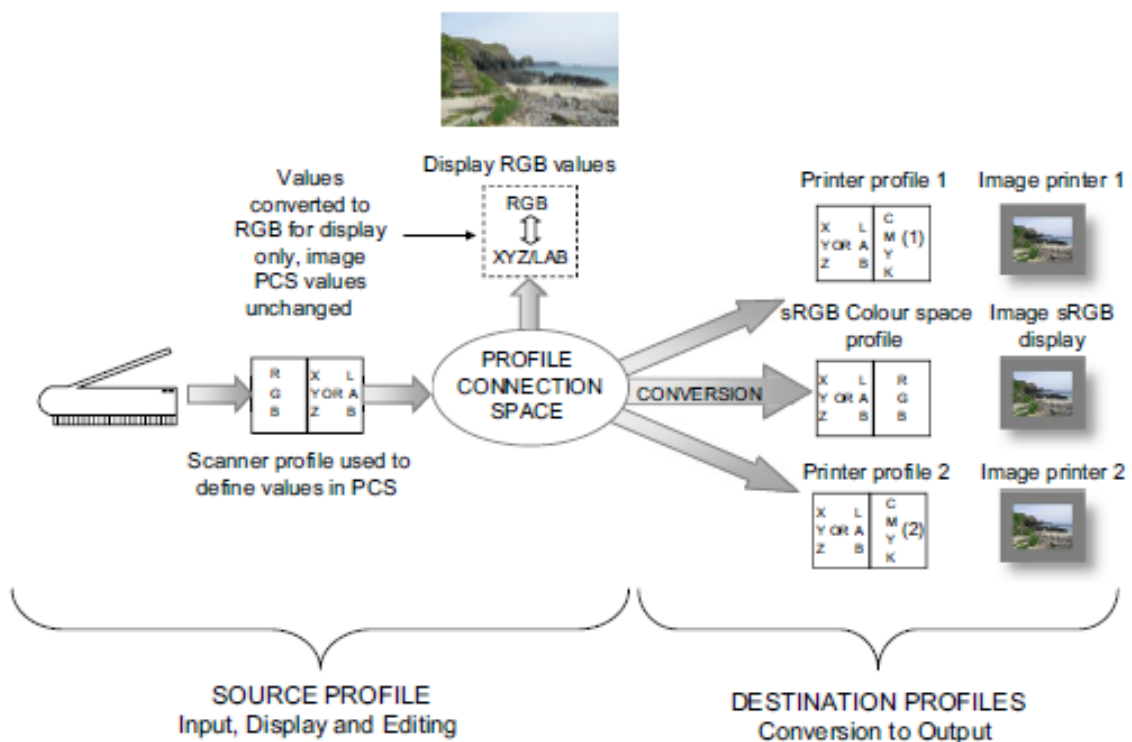 Display RGB values
RGB
XYZ/LAB
Values
converted to
RGB for display
only, image
PCS values
unchanged
R
G
B
X L
Y OR A
Z B
Scanner profile used to
define values in PCS
PROFILE
CONNECTION
SPACE
CONVERSION
Printer profile 1
X L
Y OR A
Z B
C
M (1)
Y
K
Image printer 1
sRGB Colour space
profile
X L
Y OR A
Z B
R
G
B
Image sRGB
display
Printer profile 2
X L
Y OR A
Z B
C
M (2)
Y
K
Image printer 2
SOURCE PROFILE
Input, Display and Editing
DESTINATION PROFILES
Conversion to Output